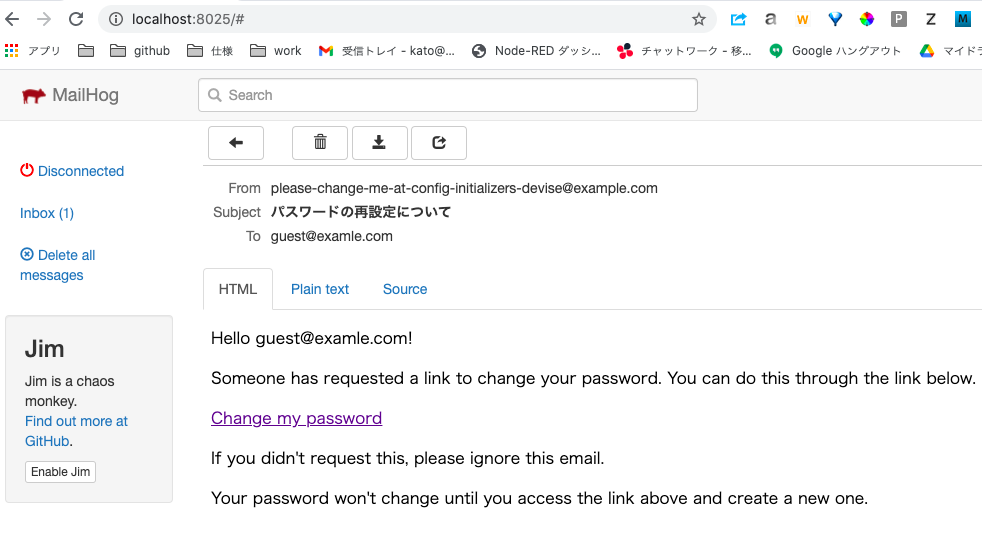 localhost:8025/#
アプリ github 仕様 work 受信トレイ - kato@... Node-RED ダッシ... チャットワーク - 移... Google ハングアウト マイドラ
MailHog
Search
Disconnected
Inbox (1)
Delete all
messages
Jim
Jim is a chaos
monkey.
Find out more at
GitHub.
Enable Jim
From please-change-me-at-config-initializers-devise@example.com
Subject パスワードの再設定について
To guest@examle.com
HTML Plain text Source
Hello guest@examle.com!
Someone has requested a link to change your password. You can do this through the link below.
Change my password
If you didn't request this, please ignore this email.
Your password won't change until you access the link above and create a new one.